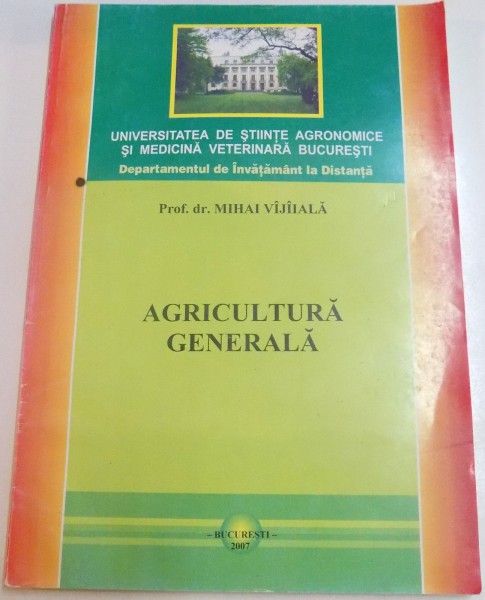 UNIVERSITATEA DE ŞTIINŢE AGRONOMICE
ŞI MEDICINĂ VETERINARĂ BUCUREŞTI
Departamentul de Învăţământ la Distanţă
Prof. dr. MIHAI VÎJÎIALĂ
AGRICULTURĂ
GENERALĂ
– BUCUREŞTI –
2007